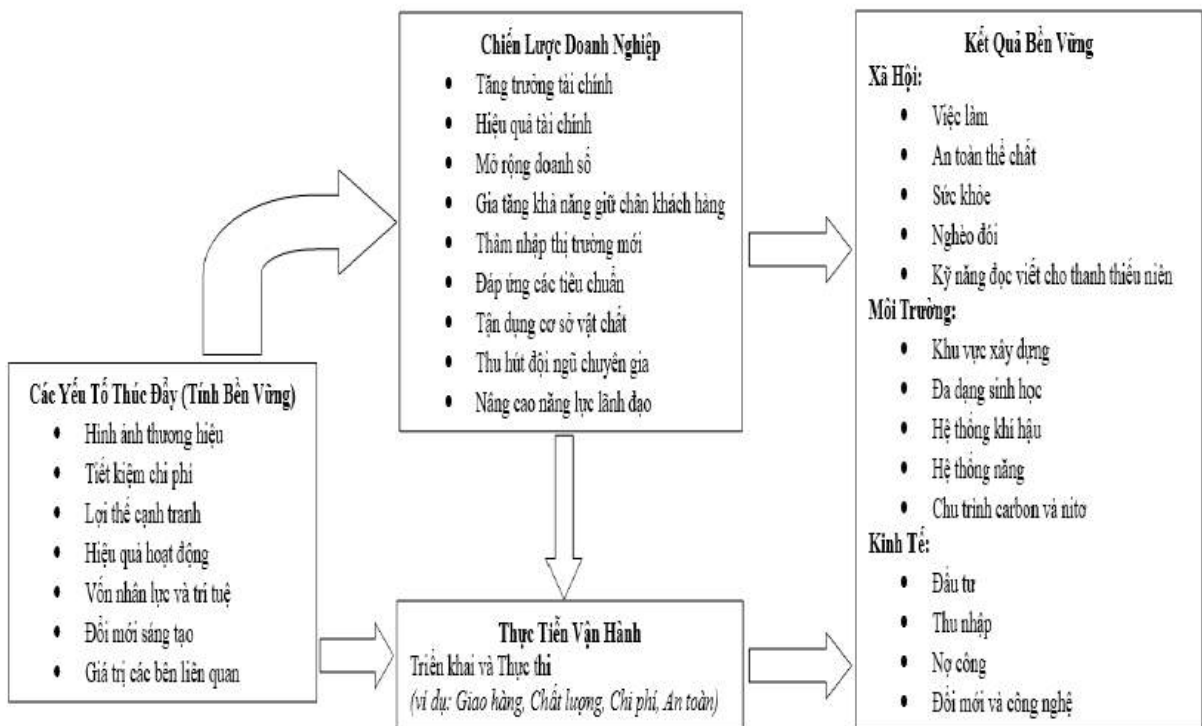 Chiến Lược Doanh Nghiệp
• Tăng trưởng tài chính
• Hiệu quả tài chính
• Mở rộng doanh số
• Gia tăng khả năng giữ chân khách hàng
• Thâm nhập thị trường mới
• Đáp ứng các tiêu chuẩn
• Tận dụng cơ sở vật chất
• Thu hút đội ngũ chuyên gia
• Nâng cao năng lực lãnh đạo
Các Yếu Tố Thúc Đẩy (Tính Bền Vững)
• Hình ảnh thương hiệu
• Tiết kiệm chi phí
• Lợi thế cạnh tranh
• Hiệu quả hoạt động
• Vốn nhân lực và trí tuệ
• Đổi mới sáng tạo
• Giá trị các bên liên quan
Thực Tiễn Vận Hành
Triển khai và Thực thi
(ví dụ: Giao hàng, Chất lượng, Chi phí, An toàn)
Kết Quả Bền Vững
Xã Hội:
• Việc làm
• An toàn thể chất
• Sức khỏe
• Nghèo đói
• Kỹ năng đọc viết cho thanh thiếu niên
Môi Trường:
• Khu vực xây dựng
• Đa dạng sinh học
• Hệ thống khí hậu
• Hệ thống năng
• Chu trình carbon và nitơ
Kinh Tế:
• Đầu tư
• Thu nhập
• Nợ công
• Đổi mới và công nghệ